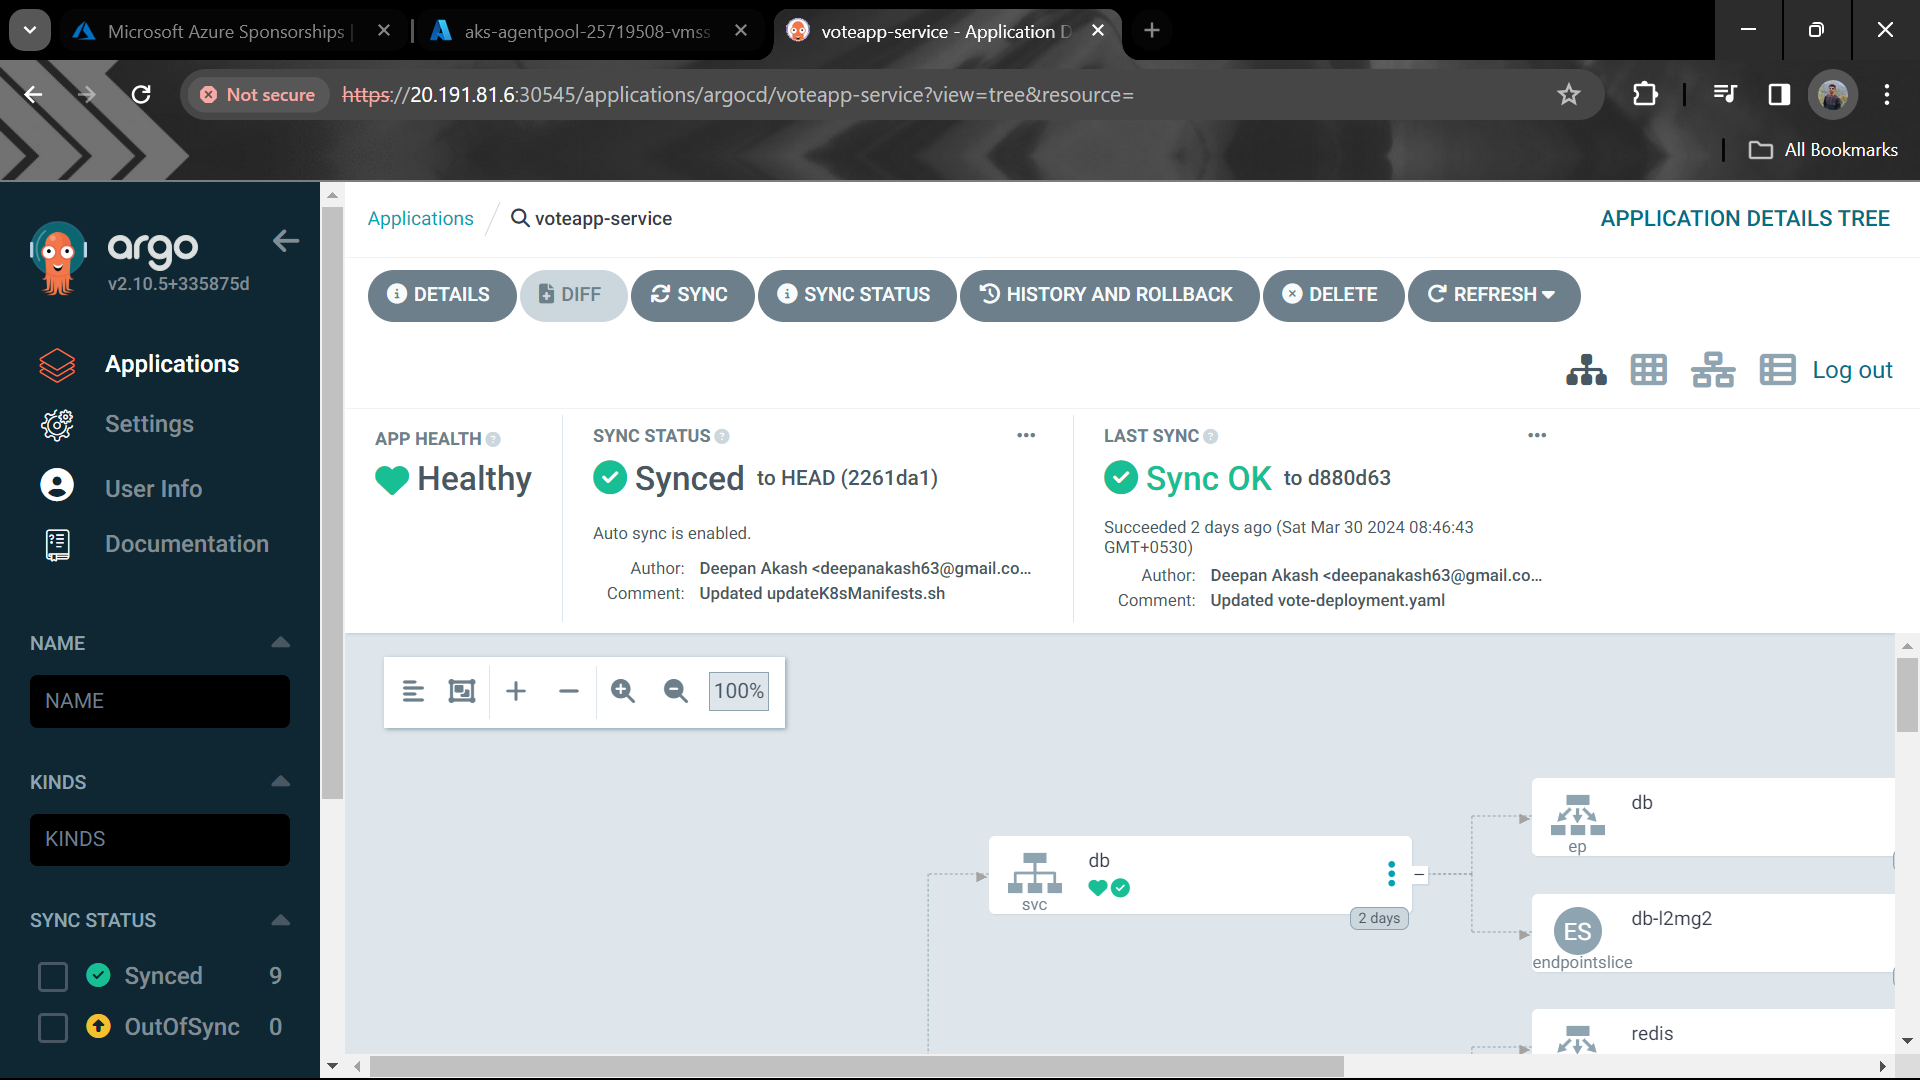 Microsoft Azure Sponsorships |
aks-agentpool-25719508-vmss
voteapp-service - Application D
Not secure
https://20.191.81.6:30545/applications/argocd/voteapp-service?view=tree&resource=
All Bookmarks
argo
v2.10.5+335875d
Applications
Settings
User Info
Documentation
NAME
NAME
KINDS
KINDS
SYNC STATUS
Synced 9
OutOfSync 0
Applications / voteapp-service
APPLICATION DETAILS TREE
DETAILS
DIFF
SYNC
SYNC STATUS
HISTORY AND ROLLBACK
DELETE
REFRESH
Log out
APP HEALTH
Healthy
SYNC STATUS
Synced to HEAD (2261da1)
Auto sync is enabled.
Author: Deepan Akash <deepanakash63@gmail.co...
Comment: Updated updateK8sManifests.sh
LAST SYNC
Sync OK to d880d63
Succeeded 2 days ago (Sat Mar 30 2024 08:46:43
GMT+0530)
Author: Deepan Akash <deepanakash63@gmail.co...
Comment: Updated vote-deployment.yaml
100%
db
svc
2 days
db
ep
ES
db-l2mg2
endpointslice
redis